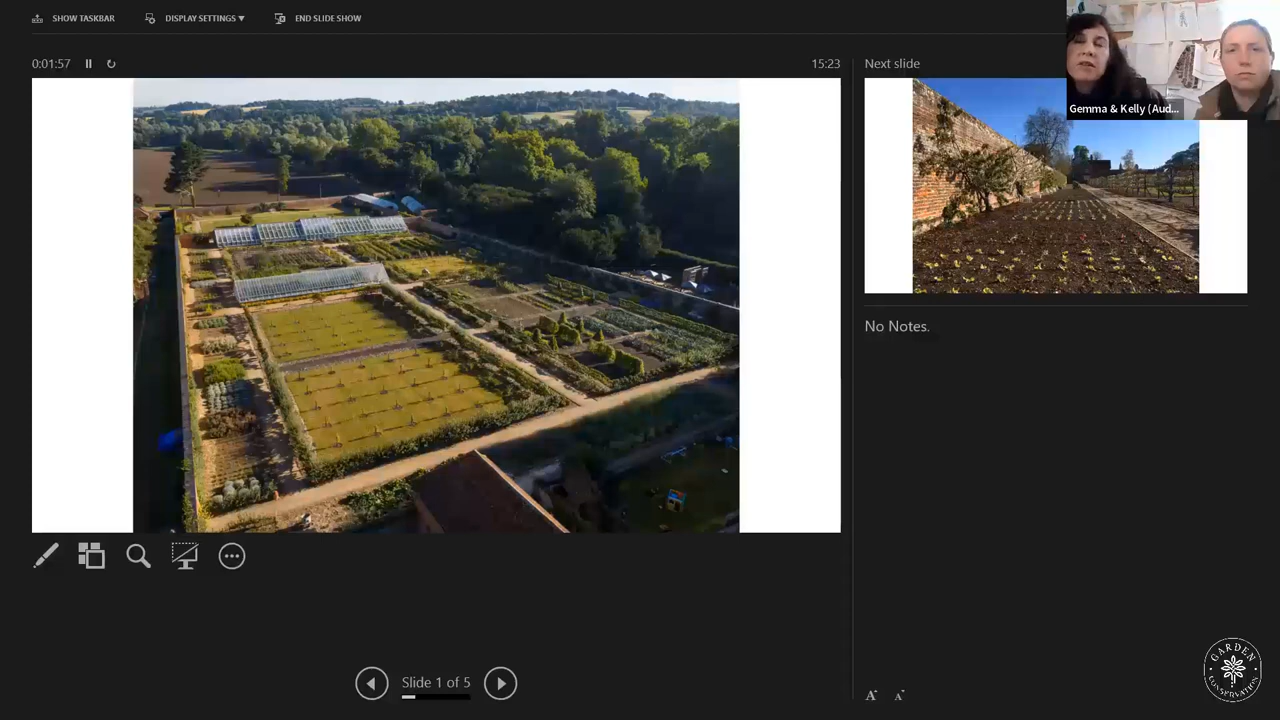 SHOW TASKBAR
DISPLAY SETTINGS ▼
END SLIDE SHOW
0:01:57
15:23
Next slide
Gemma & Kelly (Aud...
No Notes.
Slide 1 of 5
A A
GARDEN
CONSERVATION